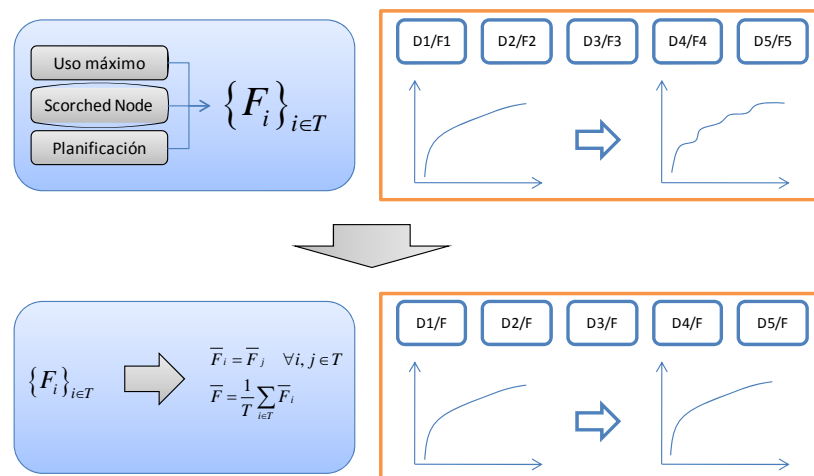 Uso máximo
Scorched Node
Planificación
{F_i}_{i∈T}
D1/F1 D2/F2 D3/F3 D4/F4 D5/F5
{F_i}_{i∈T}
F̅_i = F̅_j ∀i, j ∈ T
F̅ = 1/T ∑_{i∈T} F̅_i
D1/F D2/F D3/F D4/F D5/F